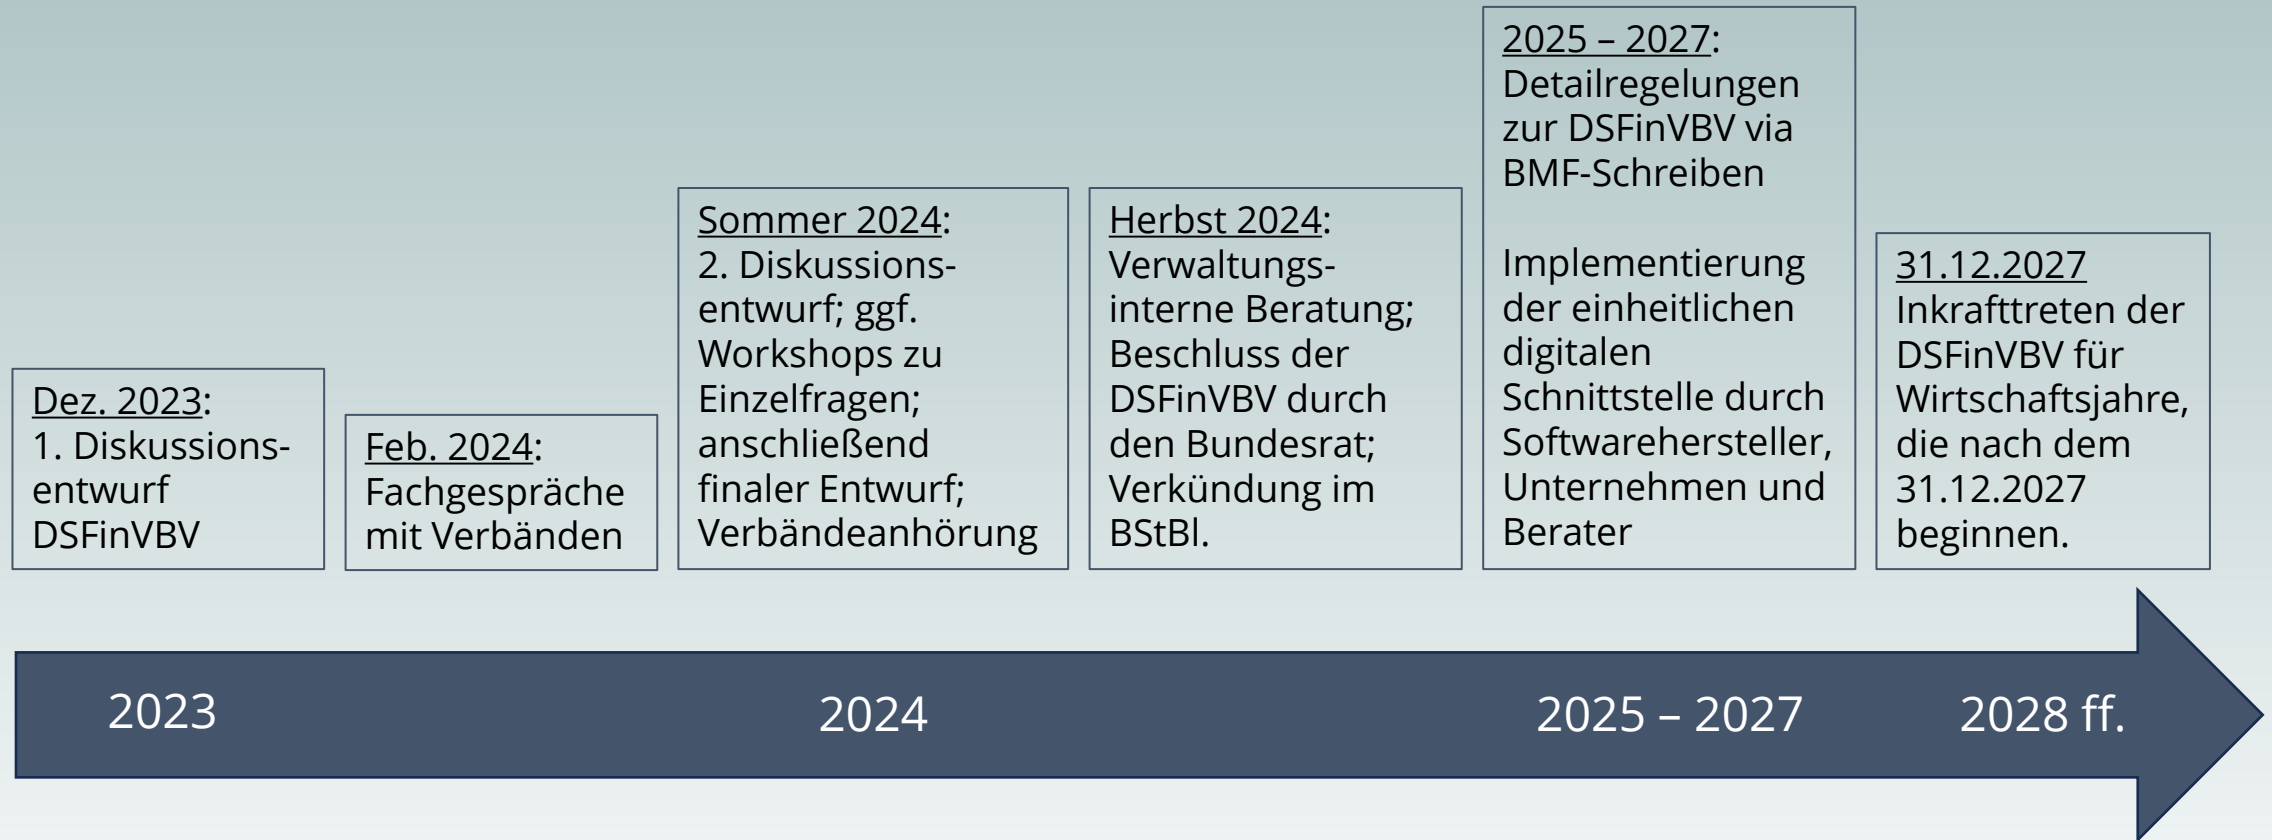 Dez. 2023:
1. Diskussions-
entwurf
DSFinVBV
Feb. 2024:
Fachgespräche
mit Verbänden
Sommer 2024:
2. Diskussions-
entwurf; ggf.
Workshops zu
Einzelfragen;
anschließend
finaler Entwurf;
Verbändeanhörung
Herbst 2024:
Verwaltungs-
interne Beratung;
Beschluss der
DSFinVBV durch
den Bundesrat;
Verkündung im
BStBl.
2025 – 2027:
Detailregelungen
zur DSFinVBV via
BMF-Schreiben
Implementierung
der einheitlichen
digitalen
Schnittstelle durch
Softwarehersteller,
Unternehmen und
Berater
31.12.2027
Inkrafttreten der
DSFinVBV für
Wirtschaftsjahre,
die nach dem
31.12.2027
beginnen.
2023
2024
2025 – 2027
2028 ff.